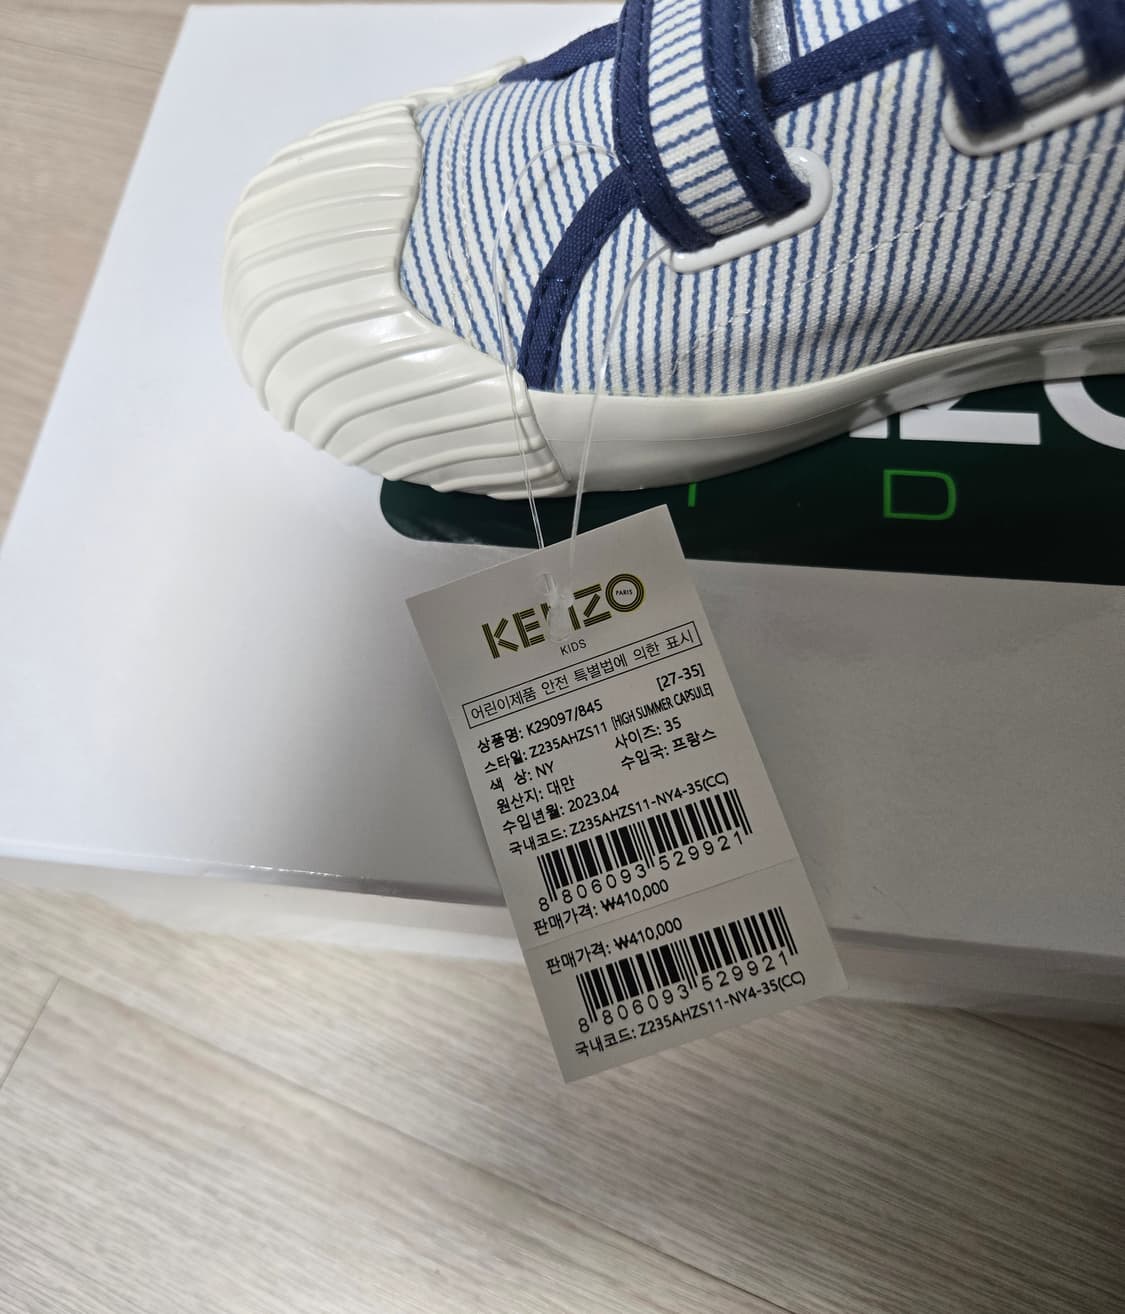 D
KENZO
PARIS
KIDS
어린이제품 안전 특별법에 의한 표시
상품명: K29097/845 [27-35]
스타일: Z235AHZS11 [HIGH SUMMER CAPSULE]
색 상: NY 사이즈: 35
원산지: 대만 수입국: 프랑스
수입년월: 2023.04
국내코드: Z235AHZS11-NY4-35(CC)
8 806093 529921
판매가격: ₩410,000
판매가격: ₩410,000
8 806093 529921
국내코드: Z235AHZS11-NY4-35(CC)